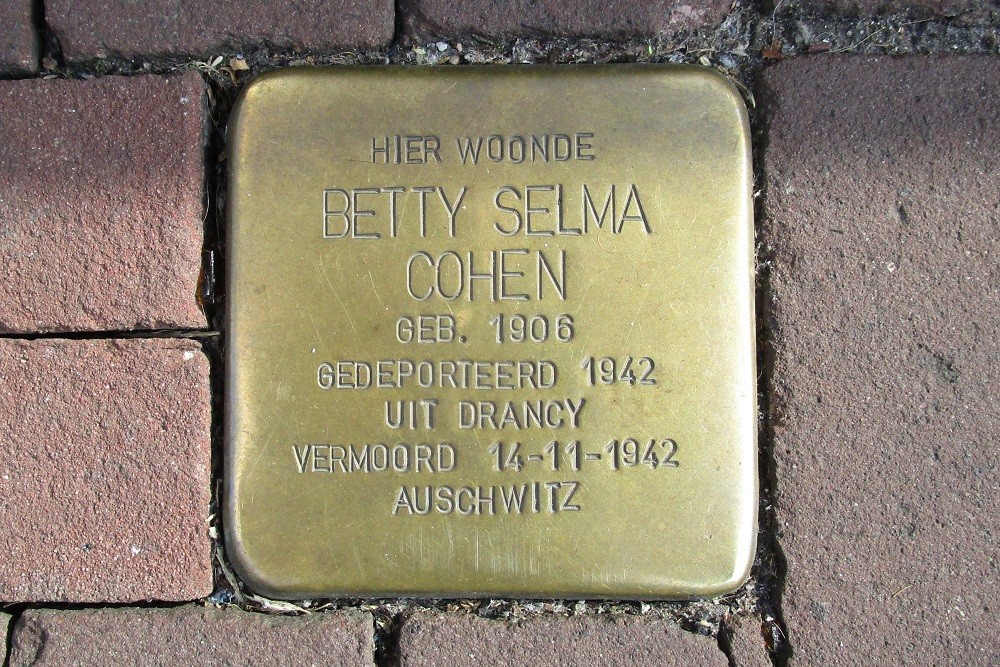 HIER WOONDE
BETTY SELMA
COHEN
GEB. 1906
GEDEPORTEERD 1942
UIT DRANCY
VERMOORD 14-11-1942
AUSCHWITZ